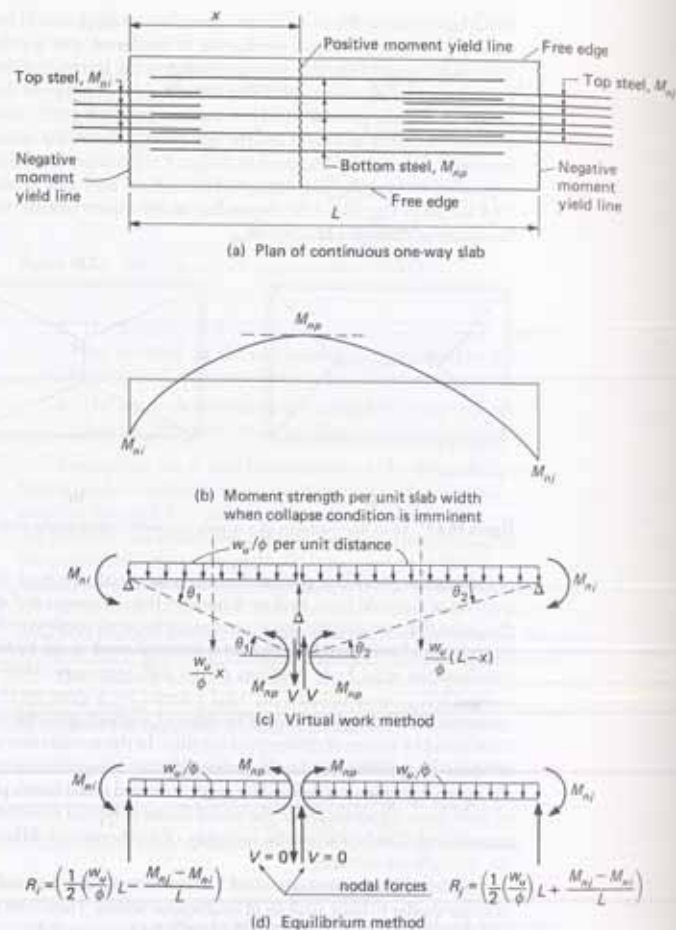 x
Positive moment yield line
Free edge
Top steel, M_ni
Top steel, M_nj
Negative
moment
yield line
Bottom steel, M_np
Negative
moment
yield line
Free edge
L
(a) Plan of continuous one-way slab
M_np
M_ni
M_nj
(b) Moment strength per unit slab width
when collapse condition is imminent
w_u/ϕ per unit distance
M_ni
θ_1
θ_2
M_nj
Δ
θ_1
θ_2
w_u/ϕ x
w_u/ϕ (L-x)
M_np
V
V
M_np
(c) Virtual work method
M_ni
w_u/ϕ
M_np
M_np
w_u/ϕ
M_nj
V = 0
V = 0
R_i = (1/2 (w_u/ϕ) L - (M_nj - M_ni)/L)
nodal forces
R_j = (1/2 (w_u/ϕ) L + (M_nj - M_ni)/L)
(d) Equilibrium method